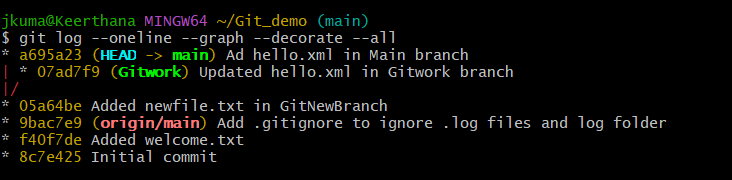 jkuma@Keerthana MINGW64 ~/Git_demo (main)
$ git log --oneline --graph --decorate --all
* a695a23 (HEAD -> main) Ad hello.xml in Main branch
| * 07ad7f9 (Gitwork) Updated hello.xml in Gitwork branch
|/
* 05a64be Added newfile.txt in GitNewBranch
* 9bac7e9 (origin/main) Add .gitignore to ignore .log files and log folder
* f40f7de Added welcome.txt
* 8c7e425 Initial commit